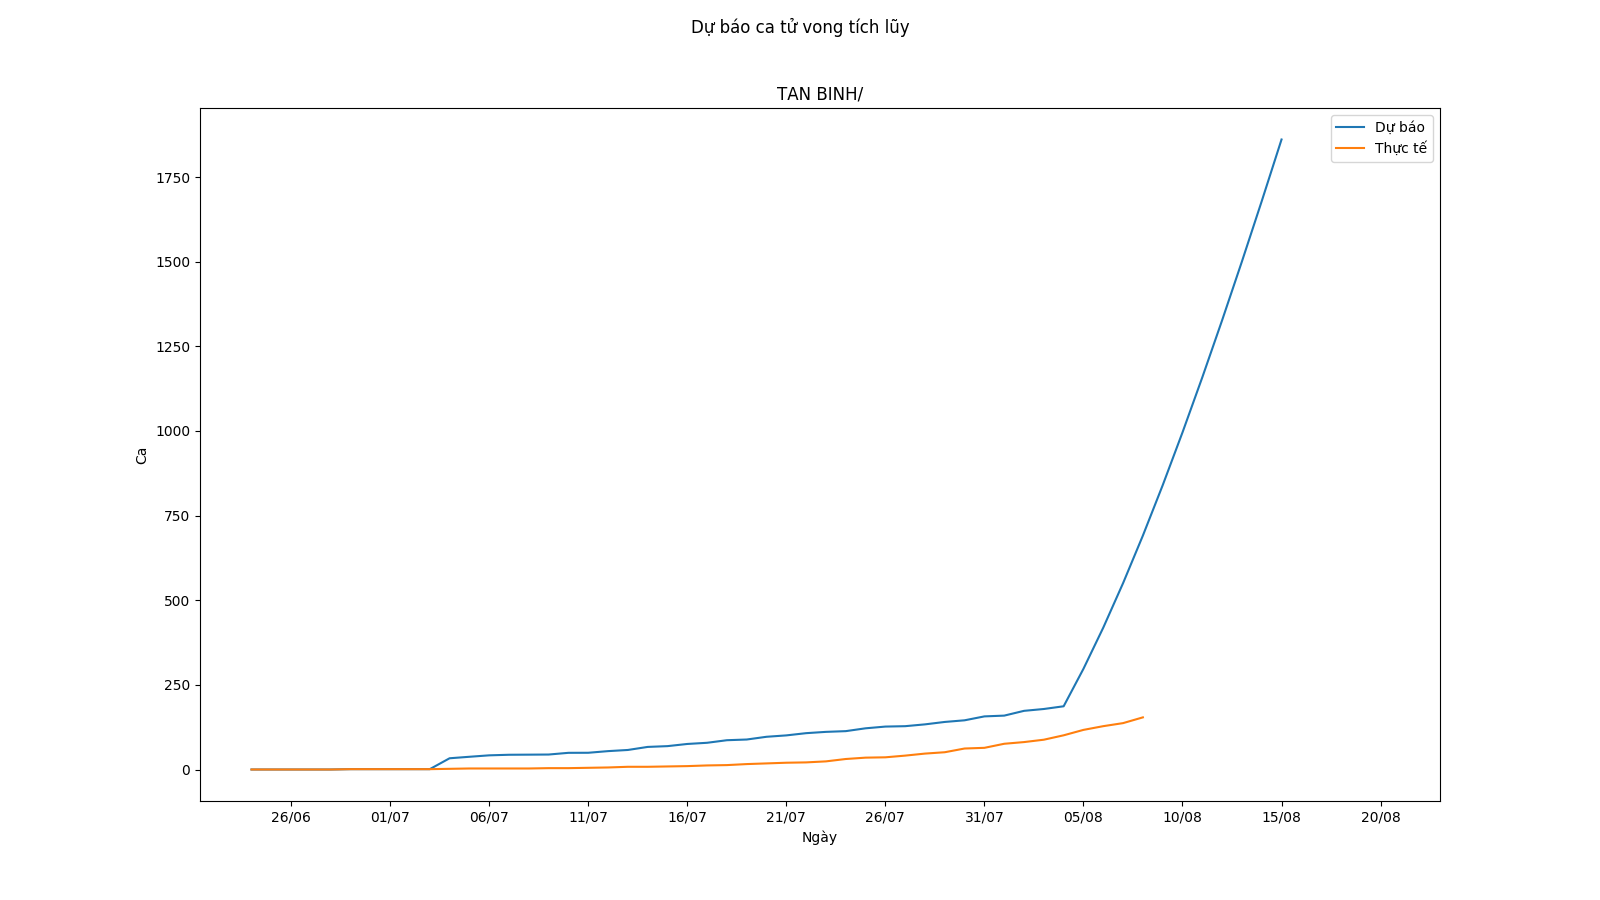 Dự báo ca tử vong tích lũy
TAN BINH/
Dự báo
Thực tế
1750
1500
1250
1000
750
500
250
0
Ca
26/06 01/07 06/07 11/07 16/07 21/07 26/07 31/07 05/08 10/08 15/08 20/08
Ngày